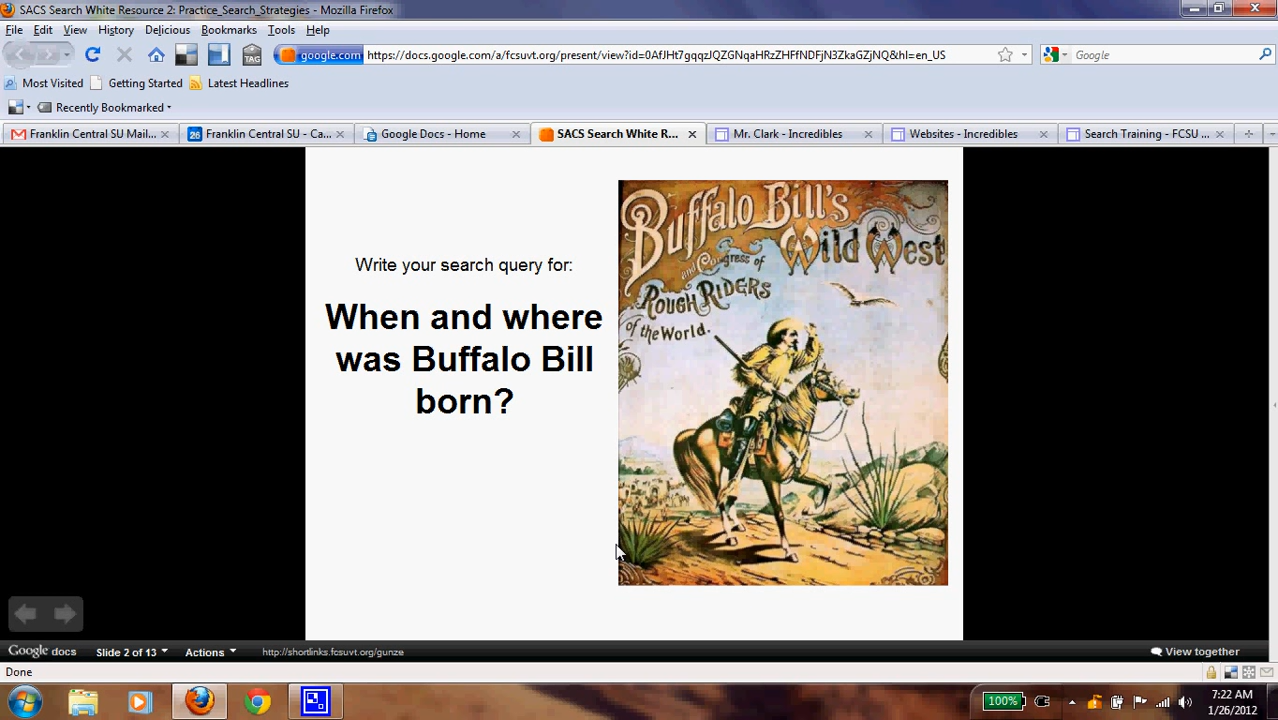 SACS Search White Resource 2: Practice_Search_Strategies - Mozilla Firefox
File Edit View History Delicious Bookmarks Tools Help
TAG google.com https://docs.google.com/a/fcsuvt.org/present/view?id=0AfJHt7gqqzJQZGNqaHRzZHFfNDFjN3ZkaGZjNQ&hl=en_US Google
Most Visited Getting Started Latest Headlines
Recently Bookmarked
Franklin Central SU Mail... 26 Franklin Central SU - Ca... Google Docs - Home SACS Search White R... Mr. Clark - Incredibles Websites - Incredibles Search Training - FCSU ...
Write your search query for:
When and where
was Buffalo Bill
born?
Buffalo Bill's
Wild West
and Congress of
Rough Riders
of the World.
Google docs Slide 2 of 13 Actions http://shortlinks.fcsuvt.org/gunze View together
Done
100% 7:22 AM
1/26/2012